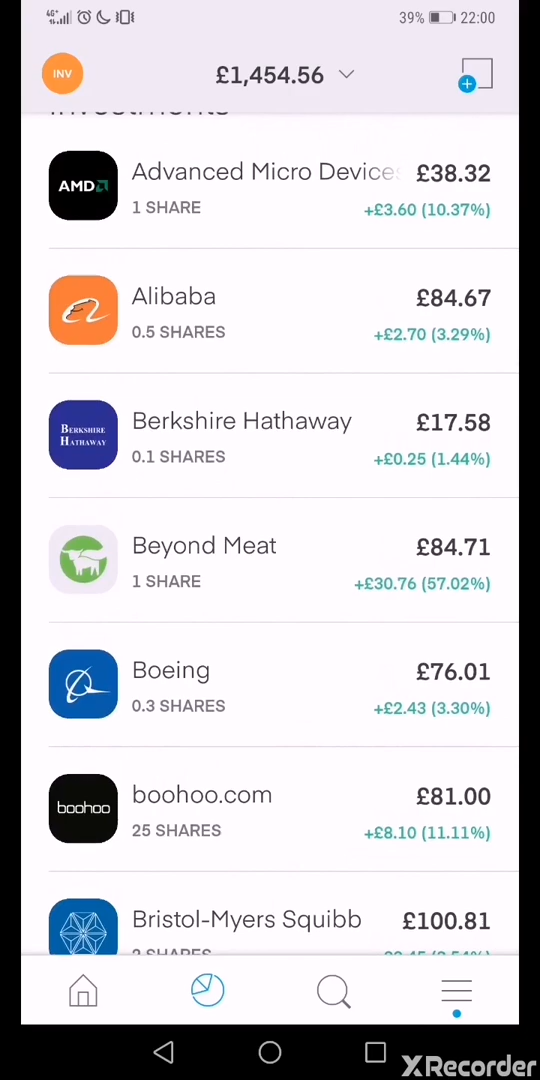 4G+ 39% 22:00
INV £1,454.56
Investments
AMD Advanced Micro Devices £38.32
1 SHARE +£3.60 (10.37%)
Alibaba £84.67
0.5 SHARES +£2.70 (3.29%)
BERKSHIRE HATHAWAY Berkshire Hathaway £17.58
0.1 SHARES +£0.25 (1.44%)
Beyond Meat £84.71
1 SHARE +£30.76 (57.02%)
Boeing £76.01
0.3 SHARES +£2.43 (3.30%)
boohoo boohoo.com £81.00
25 SHARES +£8.10 (11.11%)
Bristol-Myers Squibb £100.81
2 SHARES
XRecorder